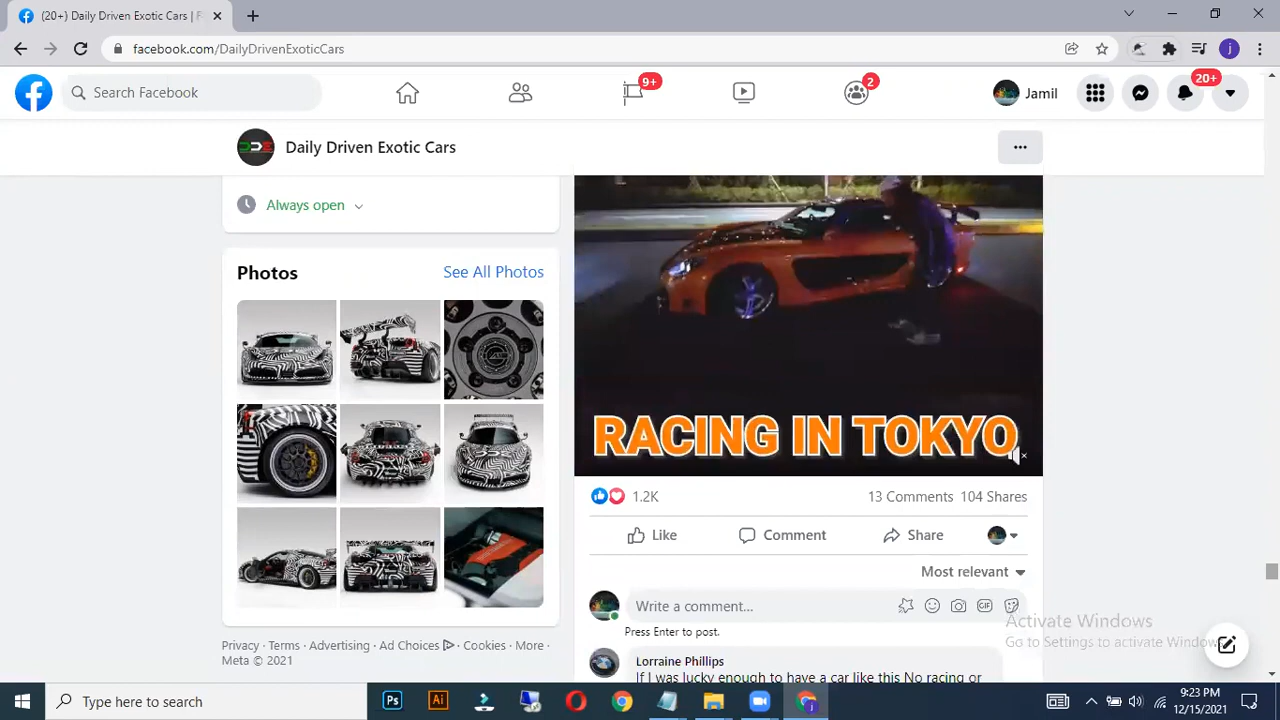 (20+) Daily Driven Exotic Cars | F
facebook.com/DailyDrivenExoticCars
Search Facebook
9+
2
Jamil
20+
j
DDE
Daily Driven Exotic Cars
Always open
Photos
See All Photos
RACING IN TOKYO
1.2K
13 Comments 104 Shares
Like
Comment
Share
Most relevant
Write a comment...
GIF
Press Enter to post.
Lorraine Phillips
If I was lucky enough to have a car like this No racing or
Privacy · Terms · Advertising · Ad Choices · Cookies · More ·
Meta © 2021
Activate Windows
Go to Settings to activate Windows.
Type here to search
Ps
Ai
9:23 PM
12/15/2021